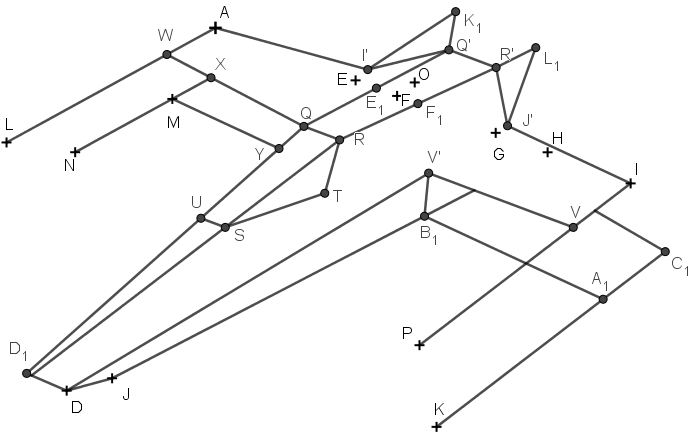 A
K₁
W
I'
Q'
R'
L₁
X
E
O
E₁
F
F₁
J'
L
M
N
Q
R
G
H
Y
V'
I
U
T
S
B₁
V
C₁
A₁
P
D₁
D
J
K